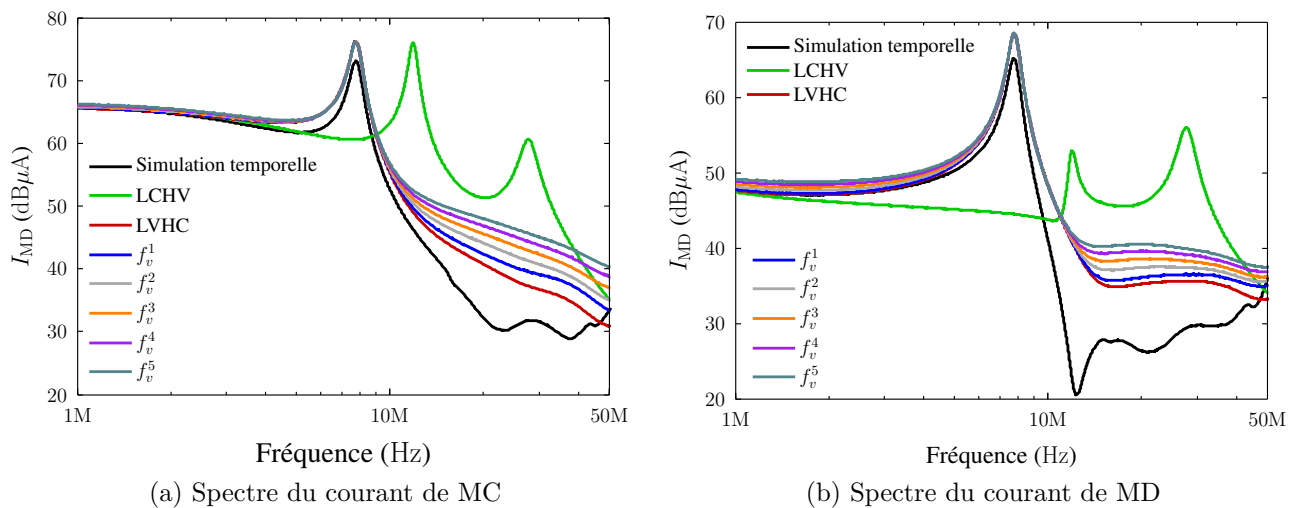 80
70
60
50
40
30
20
I_MD (dBµA)
Simulation temporelle
LCHV
LVHC
f_v^1
f_v^2
f_v^3
f_v^4
f_v^5
1M 10M 50M
Fréquence (Hz)
(a) Spectre du courant de MC
70
60
50
40
30
20
I_MD (dBµA)
Simulation temporelle
LCHV
LVHC
f_v^1
f_v^2
f_v^3
f_v^4
f_v^5
1M 10M 50M
Fréquence (Hz)
(b) Spectre du courant de MD